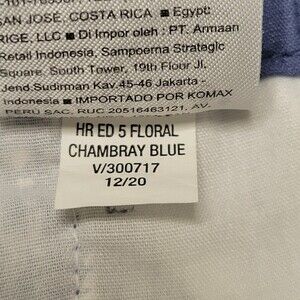 SAN JOSÉ, COSTA RICA ■ Egypt:
RIGE, LLC ■ Di Impor oleh : PT. Armaan
Retail Indonesia, Sampoerna Strategic
Square, South Tower, 19th Floor Jl.
Jend.Sudirman Kav.45-46 Jakarta -
Indonesia ■ IMPORTADO POR KOMAX
PERU SAC, RUC 20516463121, AV.
HR ED 5 FLORAL
CHAMBRAY BLUE
V/300717
12/20